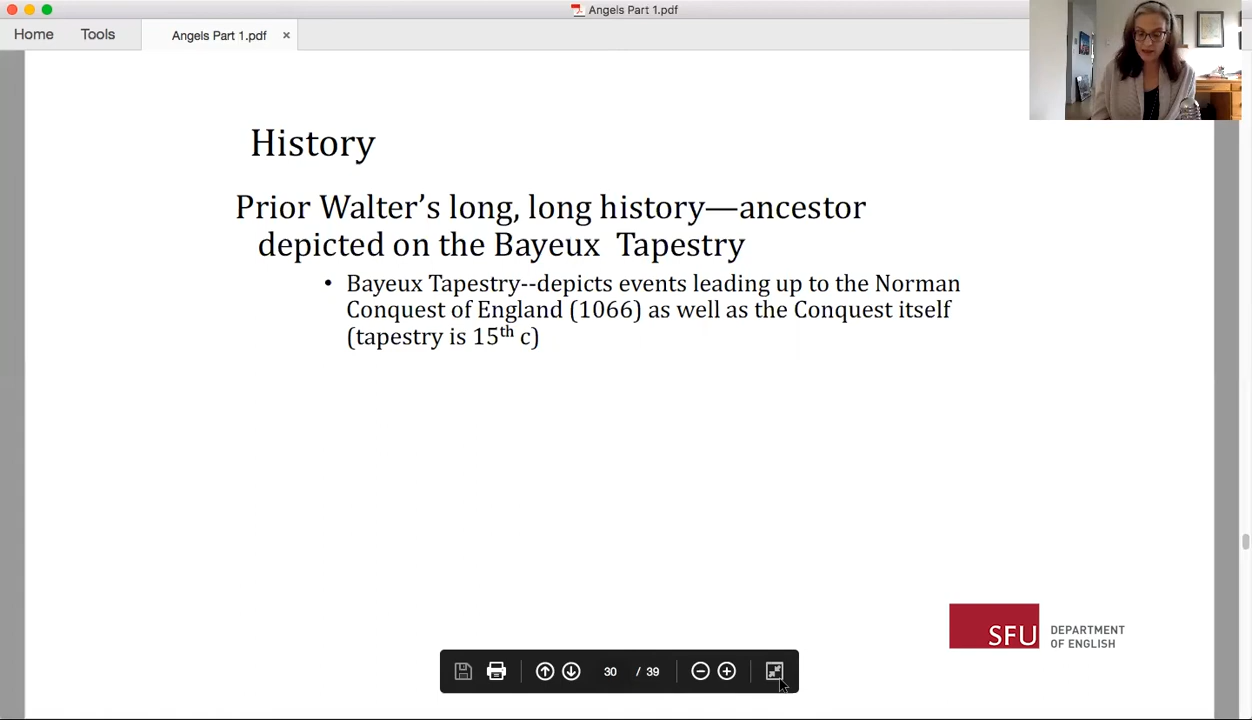 Angels Part 1.pdf
Home Tools Angels Part 1.pdf ×
History
Prior Walter’s long, long history—ancestor
depicted on the Bayeux  Tapestry
• Bayeux Tapestry--depicts events leading up to the Norman
Conquest of England (1066) as well as the Conquest itself
(tapestry is 15th c)
SFU DEPARTMENT
OF ENGLISH
30 / 39